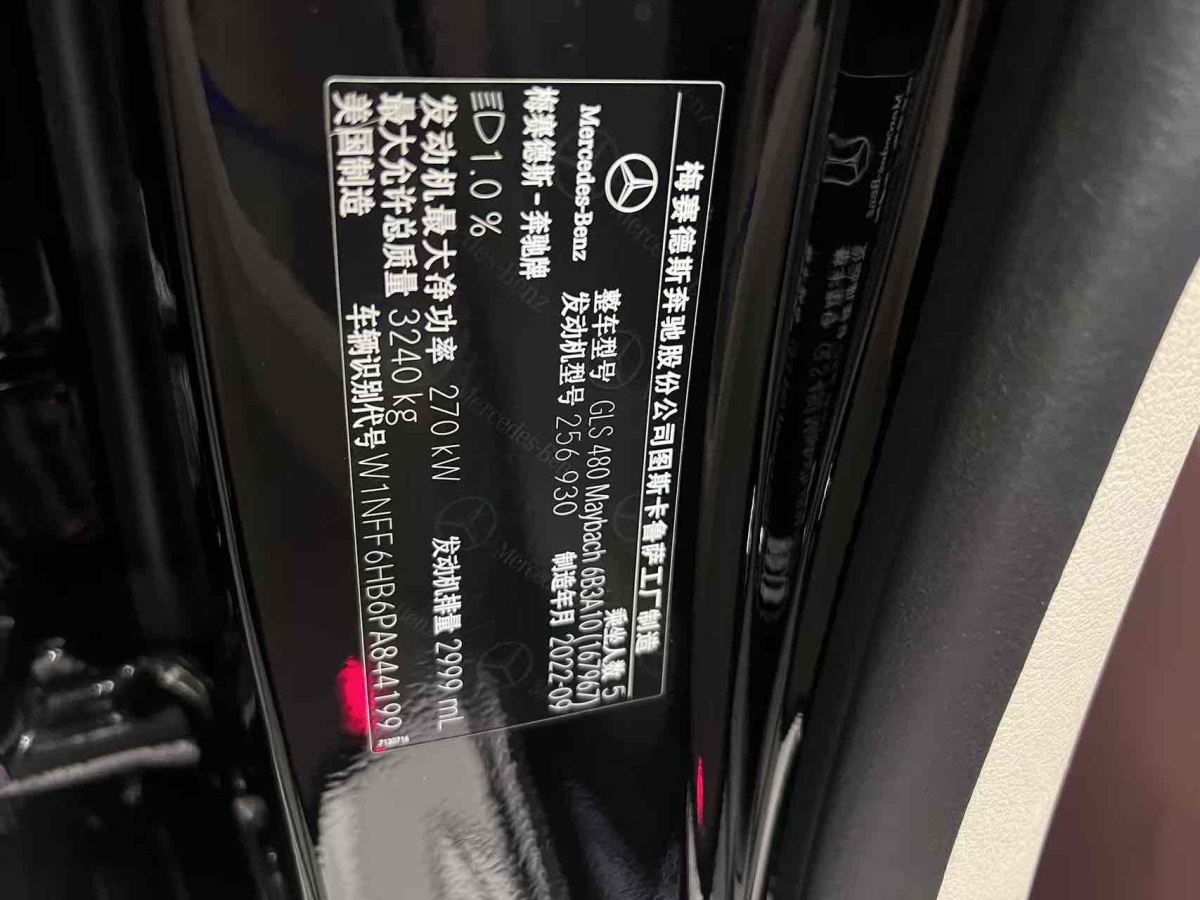 梅赛德斯奔驰股份公司图斯卡鲁萨工厂制造
Mercedes-Benz
整车型号 GLS 480 Maybach 6B3A10 (167967)
乘坐人数 5
梅赛德斯-奔驰牌
发动机型号 256 930
制造年月 2022-09
1.0 %
发动机最大净功率 270 kW
发动机排量 2999 mL
最大允许总质量 3240 kg
美国制造
车辆识别代号 W1NFF6HB6PA844199